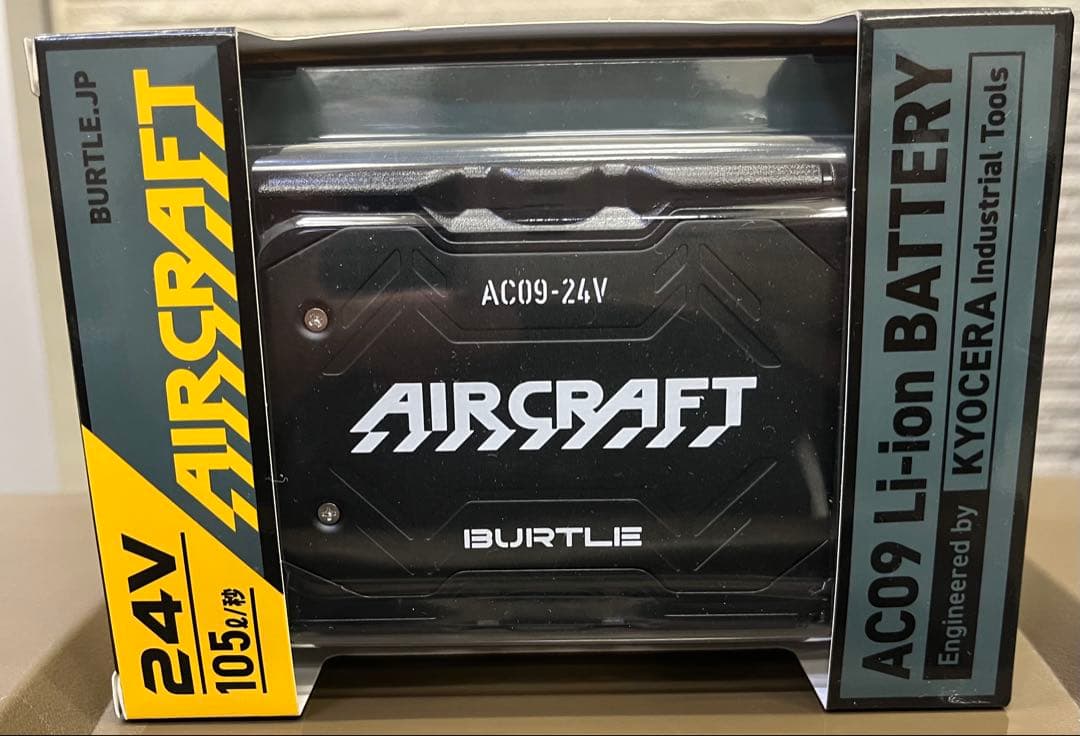 BURTLE.JP
AIRCRAFT
24V
105ℓ/秒
AC09-24V
AIRCRAFT
BURTLE
AC09 Li-ion BATTERY
Engineered by KYOCERA Industrial Tools